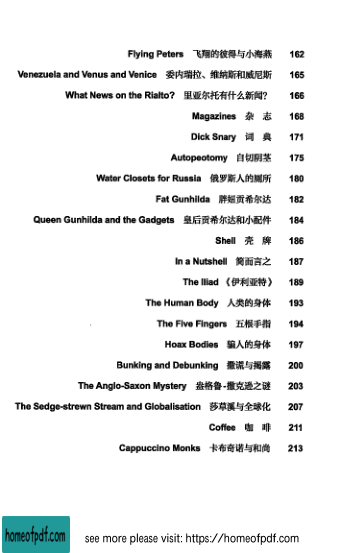 Flying Peters 飞翔的彼得与小海燕 162
Venezuela and Venus and Venice 委内瑞拉、维纳斯和威尼斯 165
What News on the Rialto? 里亚尔托有什么新闻? 166
Magazines 杂 志 168
Dick Snary 词 典 171
Autopeotomy 自切阴茎 175
Water Closets for Russia 俄罗斯人的厕所 180
Fat Gunhilda 胖妞贡希尔达 182
Queen Gunhilda and the Gadgets 皇后贡希尔达和小配件 184
Shell 壳 牌 186
In a Nutshell 简而言之 187
The Iliad 《伊利亚特》 189
The Human Body 人类的身体 193
The Five Fingers 五根手指 194
Hoax Bodies 骗人的身体 197
Bunking and Debunking 撒谎与揭露 200
The Anglo-Saxon Mystery 盎格鲁-撒克逊之谜 203
The Sedge-strewn Stream and Globalisation 莎草溪与全球化 207
Coffee 咖 啡 211
Cappuccino Monks 卡布奇诺与和尚 213
homeofpdf.com
see more please visit: https://homeofpdf.com